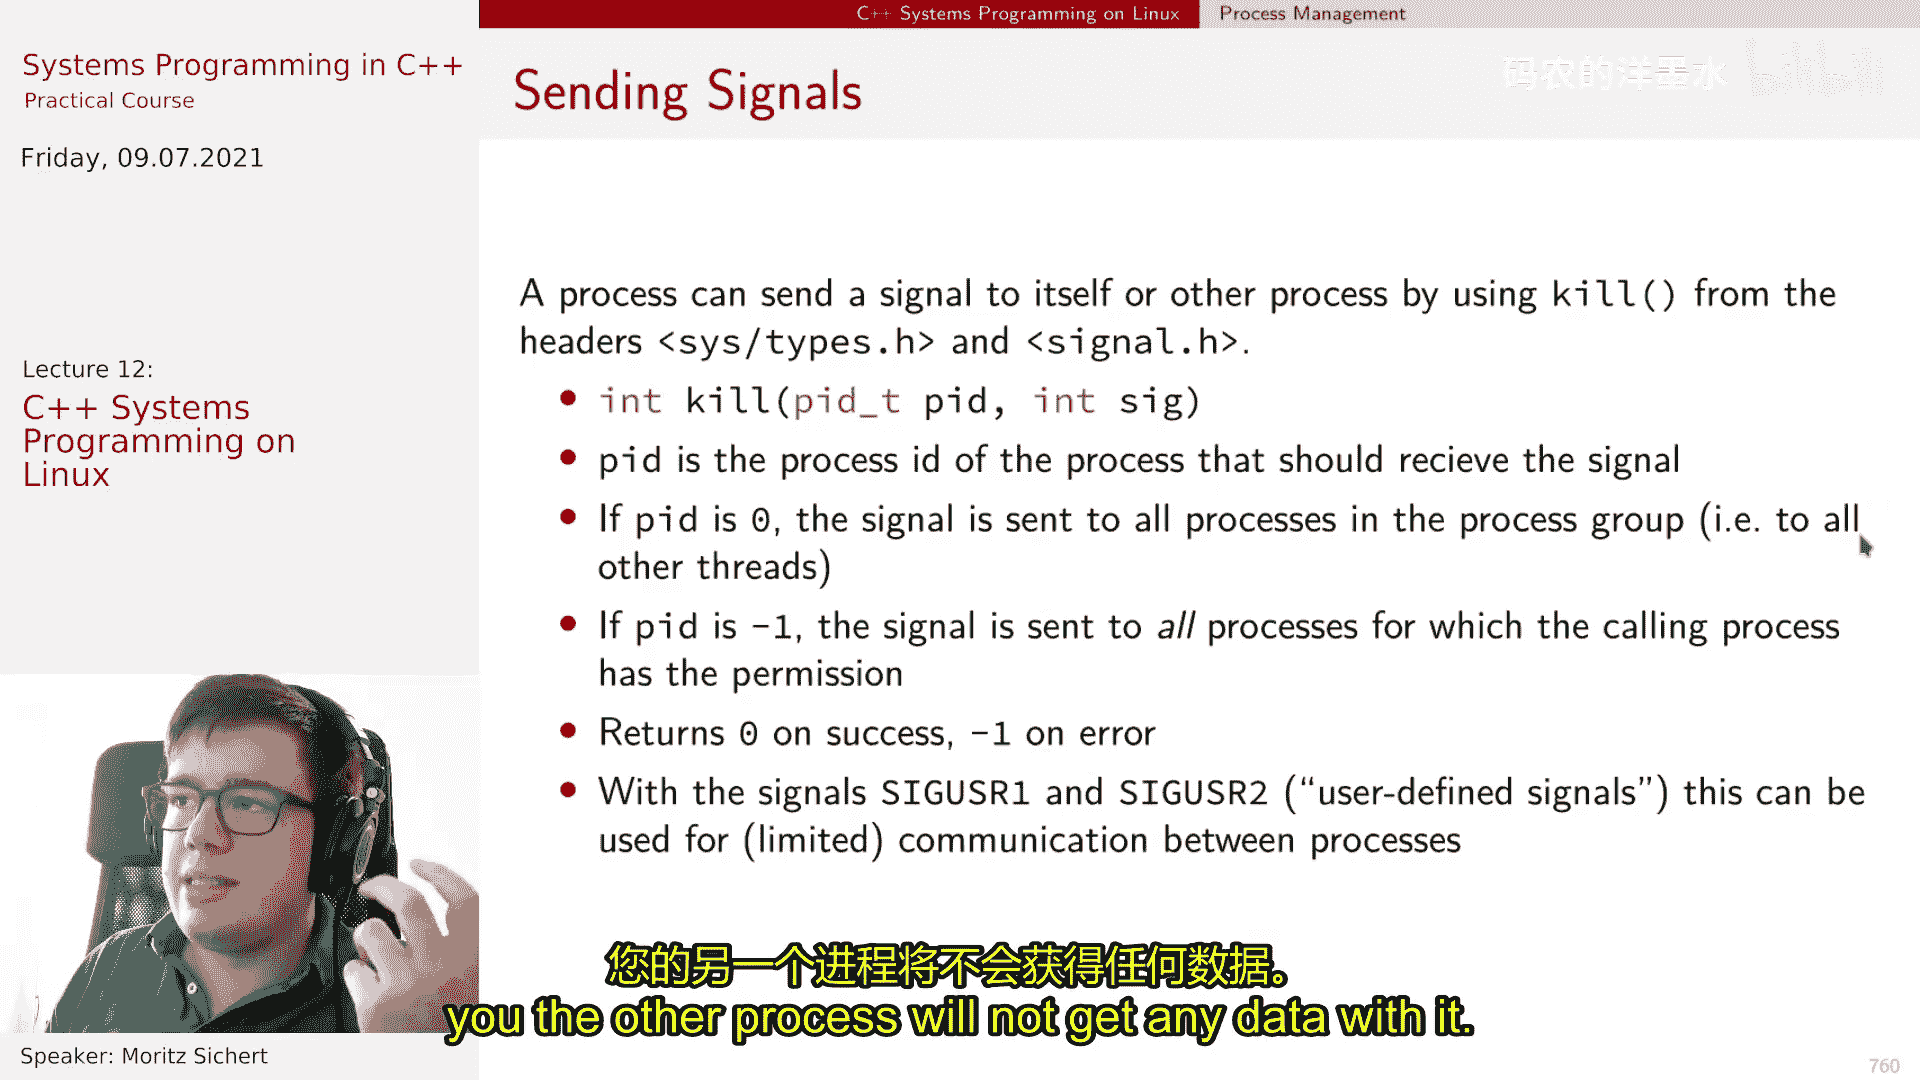 C++ Systems Programming on Linux
Process Management
Systems Programming in C++
Practical Course
Friday, 09.07.2021
Lecture 12:
C++ Systems
Programming on
Linux
Speaker: Moritz Sichert
Sending Signals
码农的洋墨水
bilibili
A process can send a signal to itself or other process by using kill() from the
headers <sys/types.h> and <signal.h>.
• int kill(pid_t pid, int sig)
• pid is the process id of the process that should recieve the signal
• If pid is 0, the signal is sent to all processes in the process group (i.e. to all
other threads)
• If pid is -1, the signal is sent to all processes for which the calling process
has the permission
• Returns 0 on success, -1 on error
• With the signals SIGUSR1 and SIGUSR2 (“user-defined signals”) this can be
used for (limited) communication between processes
您的另一个进程将不会获得任何数据。
you the other process will not get any data with it.
760